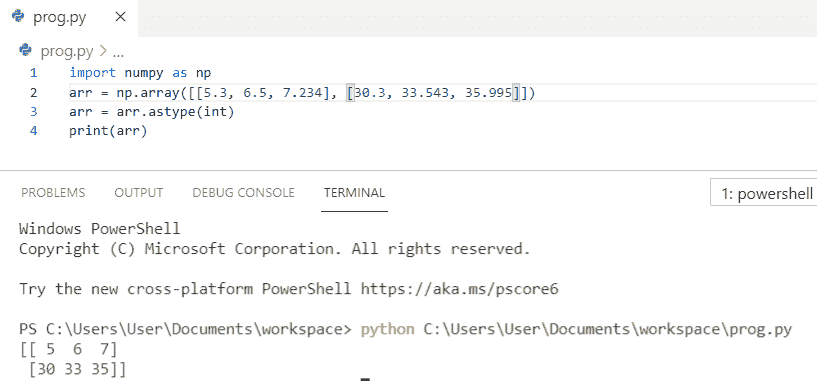 prog.py ×
prog.py > ...
1 import numpy as np
2 arr = np.array([[5.3, 6.5, 7.234], [30.3, 33.543, 35.995]])
3 arr = arr.astype(int)
4 print(arr)
PROBLEMS OUTPUT DEBUG CONSOLE TERMINAL 1: powershell
Windows PowerShell
Copyright (C) Microsoft Corporation. All rights reserved.
Try the new cross-platform PowerShell https://aka.ms/pscore6
PS C:\Users\User\Documents\workspace> python C:\Users\User\Documents\workspace\prog.py
[[ 5  6  7]
 [30 33 35]]